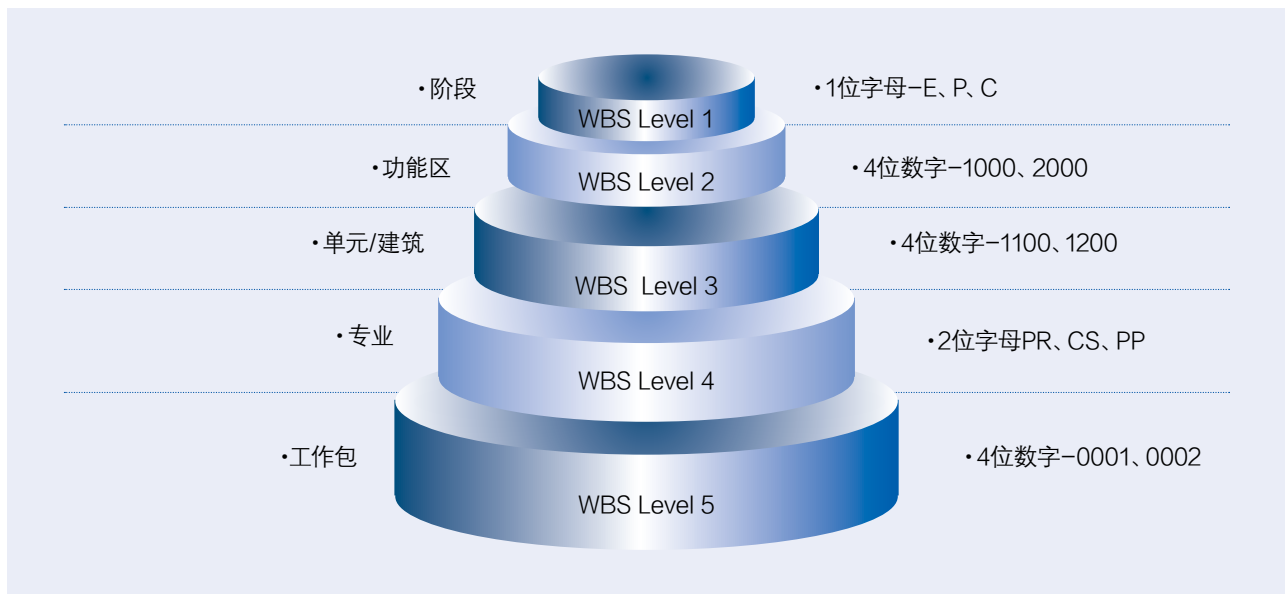 ·阶段
WBS Level 1
·1位字母-E、P、C
·功能区
WBS Level 2
·4位数字-1000、2000
·单元/建筑
WBS Level 3
·4位数字-1100、1200
·专业
WBS Level 4
·2位字母PR、CS、PP
·工作包
WBS Level 5
·4位数字-0001、0002